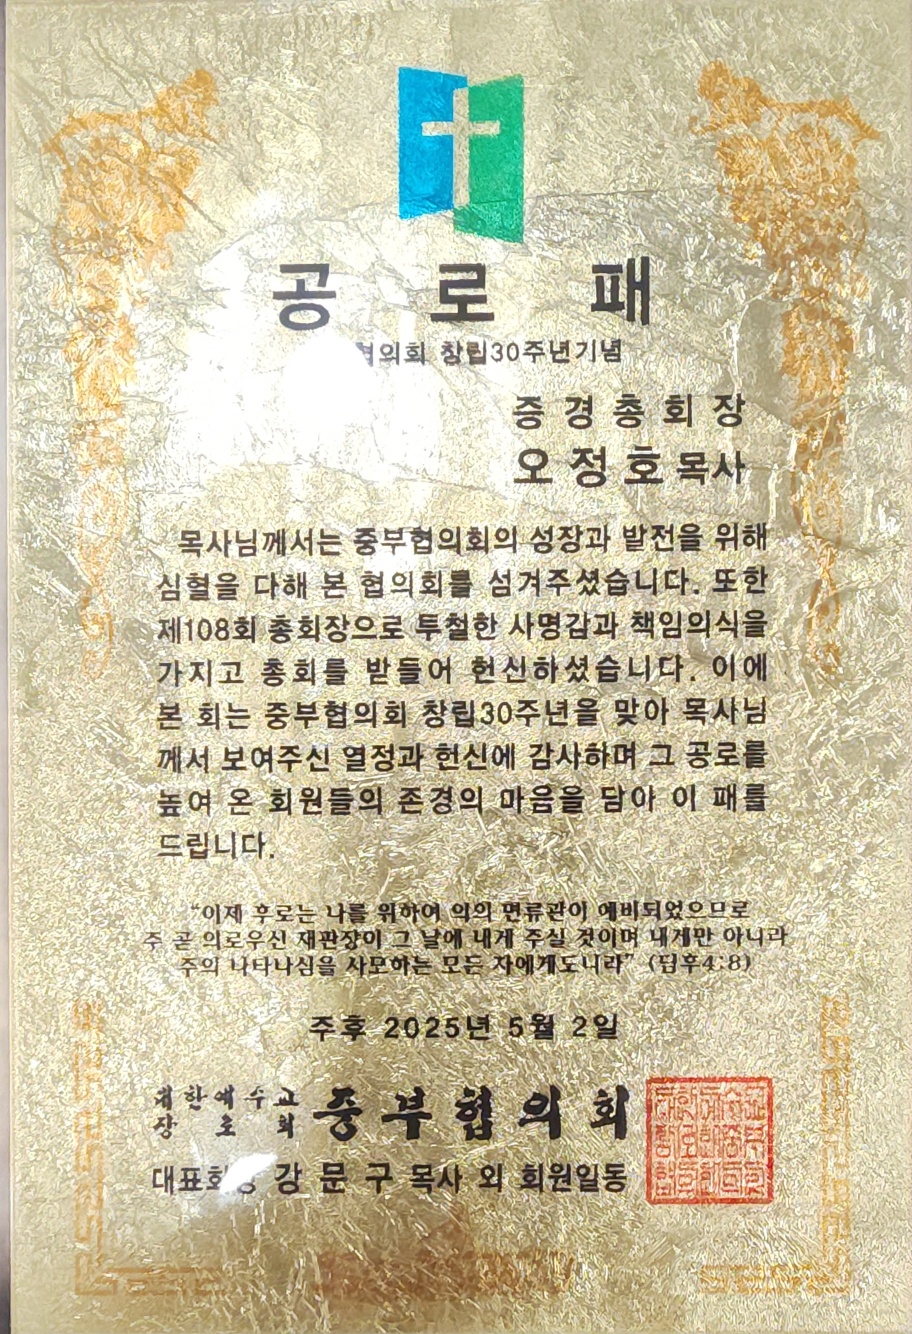 공 로 패
협의회 창립30주년기념
증경총회장
오정호 목사
목사님께서는 중부협의회의 성장과 발전을 위해
심혈을 다해 본 협의회를 섬겨주셨습니다. 또한
제108회 총회장으로 투철한 사명감과 책임의식을
가지고 총회를 받들어 헌신하셨습니다. 이에
본 회는 중부협의회 창립30주년을 맞아 목사님
께서 보여주신 열정과 헌신에 감사하며 그 공로를
높여 온 회원들의 존경의 마음을 담아 이 패를
드립니다.
"이제 후로는 나를 위하여 의의 면류관이 예비되었으므로
주 곧 의로우신 재판장이 그 날에 내게 주실 것이며 내게만 아니라
주의 나타나심을 사모하는 모든 자에게도니라" (딤후4:8)
주후 2025년 5월 2일
대한예수교
장로회 중부협의회
대표회장 강문구 목사 외 회원일동